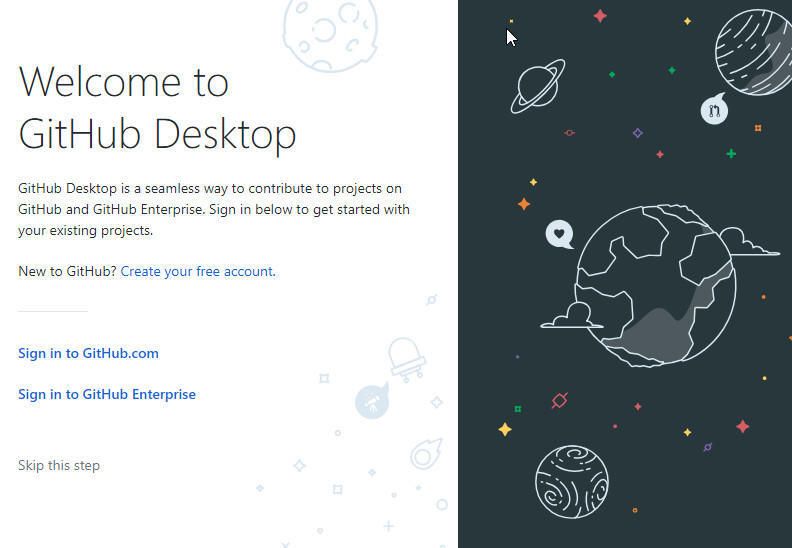 Welcome to
GitHub Desktop
GitHub Desktop is a seamless way to contribute to projects on
GitHub and GitHub Enterprise. Sign in below to get started with
your existing projects.
New to GitHub? Create your free account.
Sign in to GitHub.com
Sign in to GitHub Enterprise
Skip this step